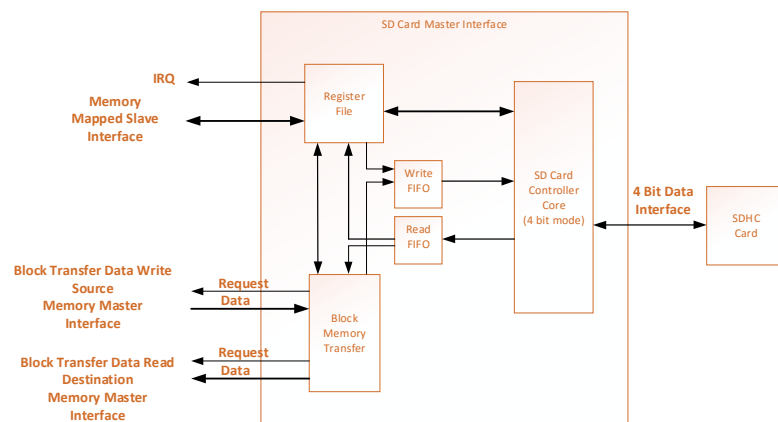 SD Card Master Interface
IRQ
Memory
Mapped Slave
Interface
Register
File
Write
FIFO
Read
FIFO
SD Card
Controller
Core
(4 bit mode)
4 Bit Data
Interface
SDHC
Card
Block Transfer Data Write
Source
Memory Master
Interface
Request
Data
Block
Memory
Transfer
Block Transfer Data Read
Destination
Memory Master
Interface
Request
Data